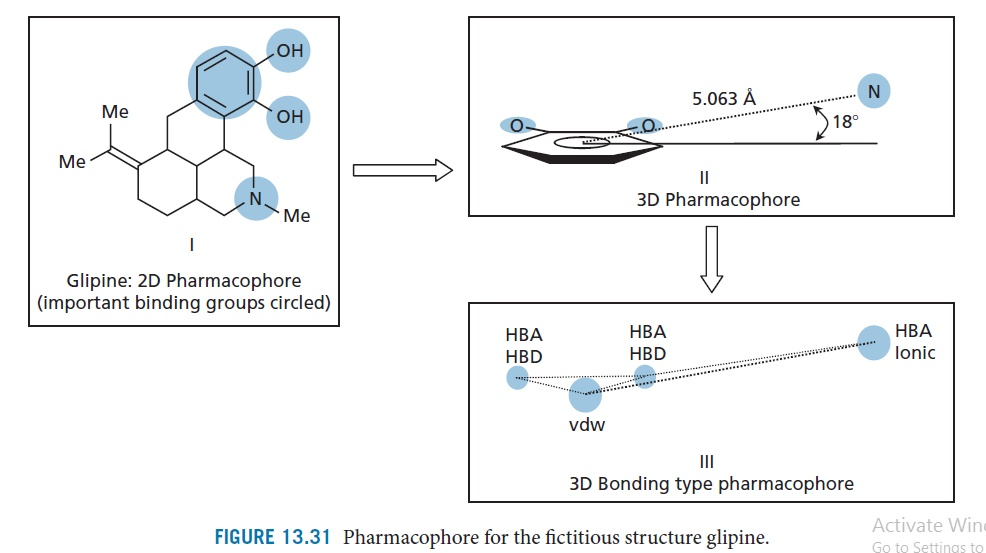 OH
OH
Me
Me
N
Me
I
Glipine: 2D Pharmacophore
(important binding groups circled)
5.063 Å
N
18°
O
O
II
3D Pharmacophore
HBA
HBD
HBA
HBD
HBA
Ionic
vdw
III
3D Bonding type pharmacophore
FIGURE 13.31 Pharmacophore for the fictitious structure glipine.
Activate Win
Go to Settings to